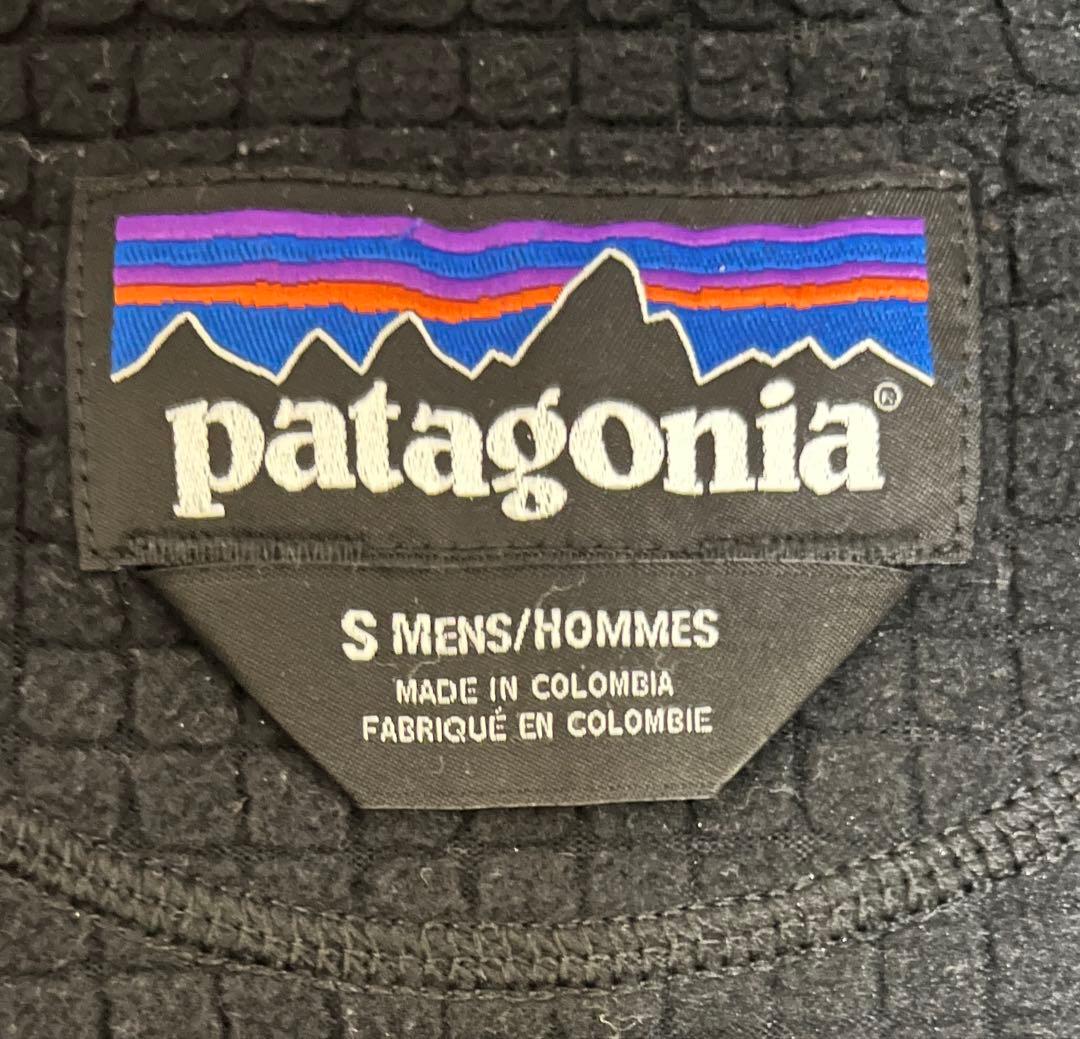 patagonia®
S MENS/HOMMES
MADE IN COLOMBIA
FABRIQUÉ EN COLOMBIE